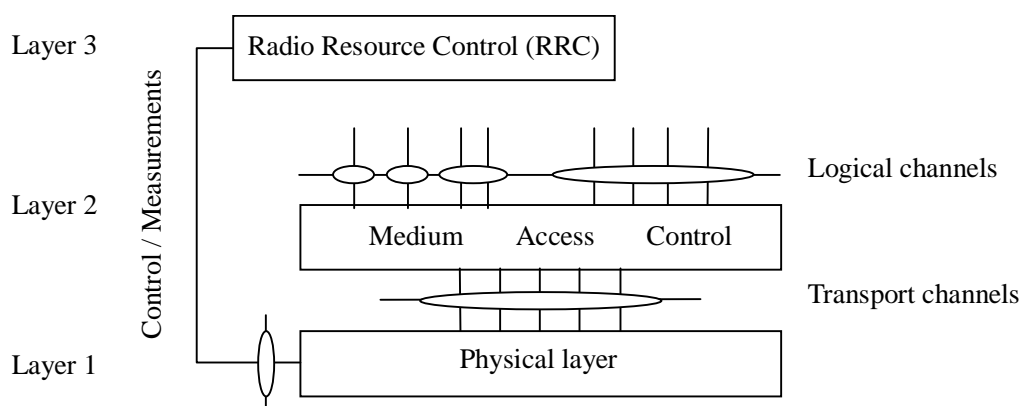 Layer 3
Radio Resource Control (RRC)
Control / Measurements
Logical channels
Layer 2
Medium Access Control
Transport channels
Layer 1
Physical layer